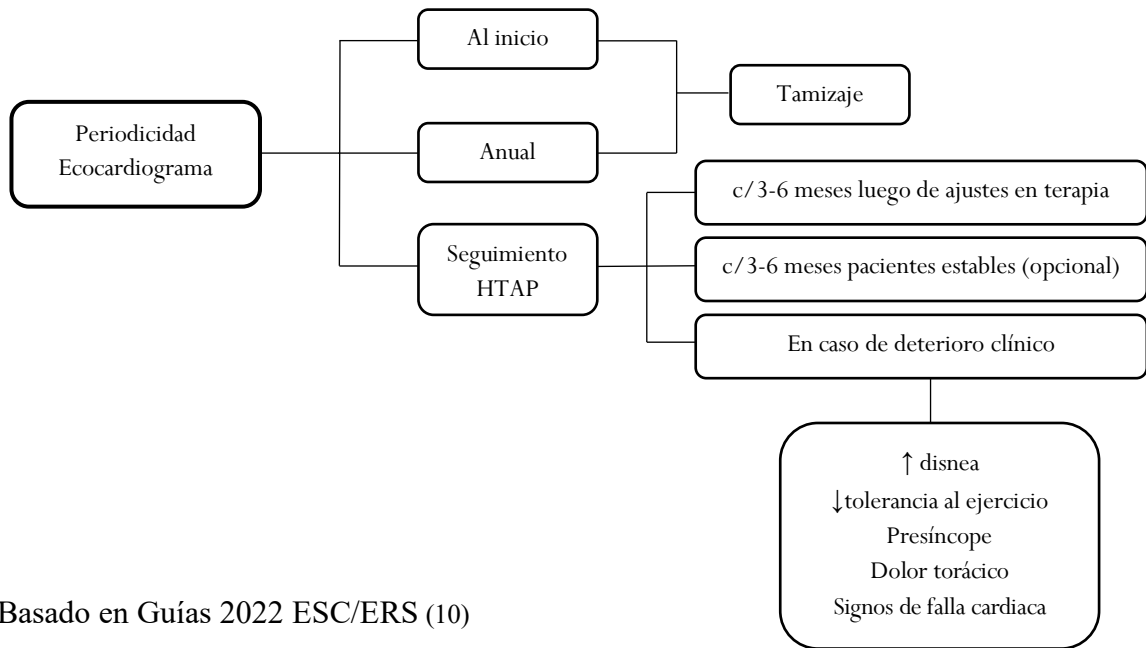 Periodicidad
Ecocardiograma
Al inicio
Anual
Tamizaje
Seguimiento
HTAP
c/3-6 meses luego de ajustes en terapia
c/3-6 meses pacientes estables (opcional)
En caso de deterioro clínico
↑ disnea
↓tolerancia al ejercicio
Presíncope
Dolor torácico
Signos de falla cardiaca
Basado en Guías 2022 ESC/ERS (10)